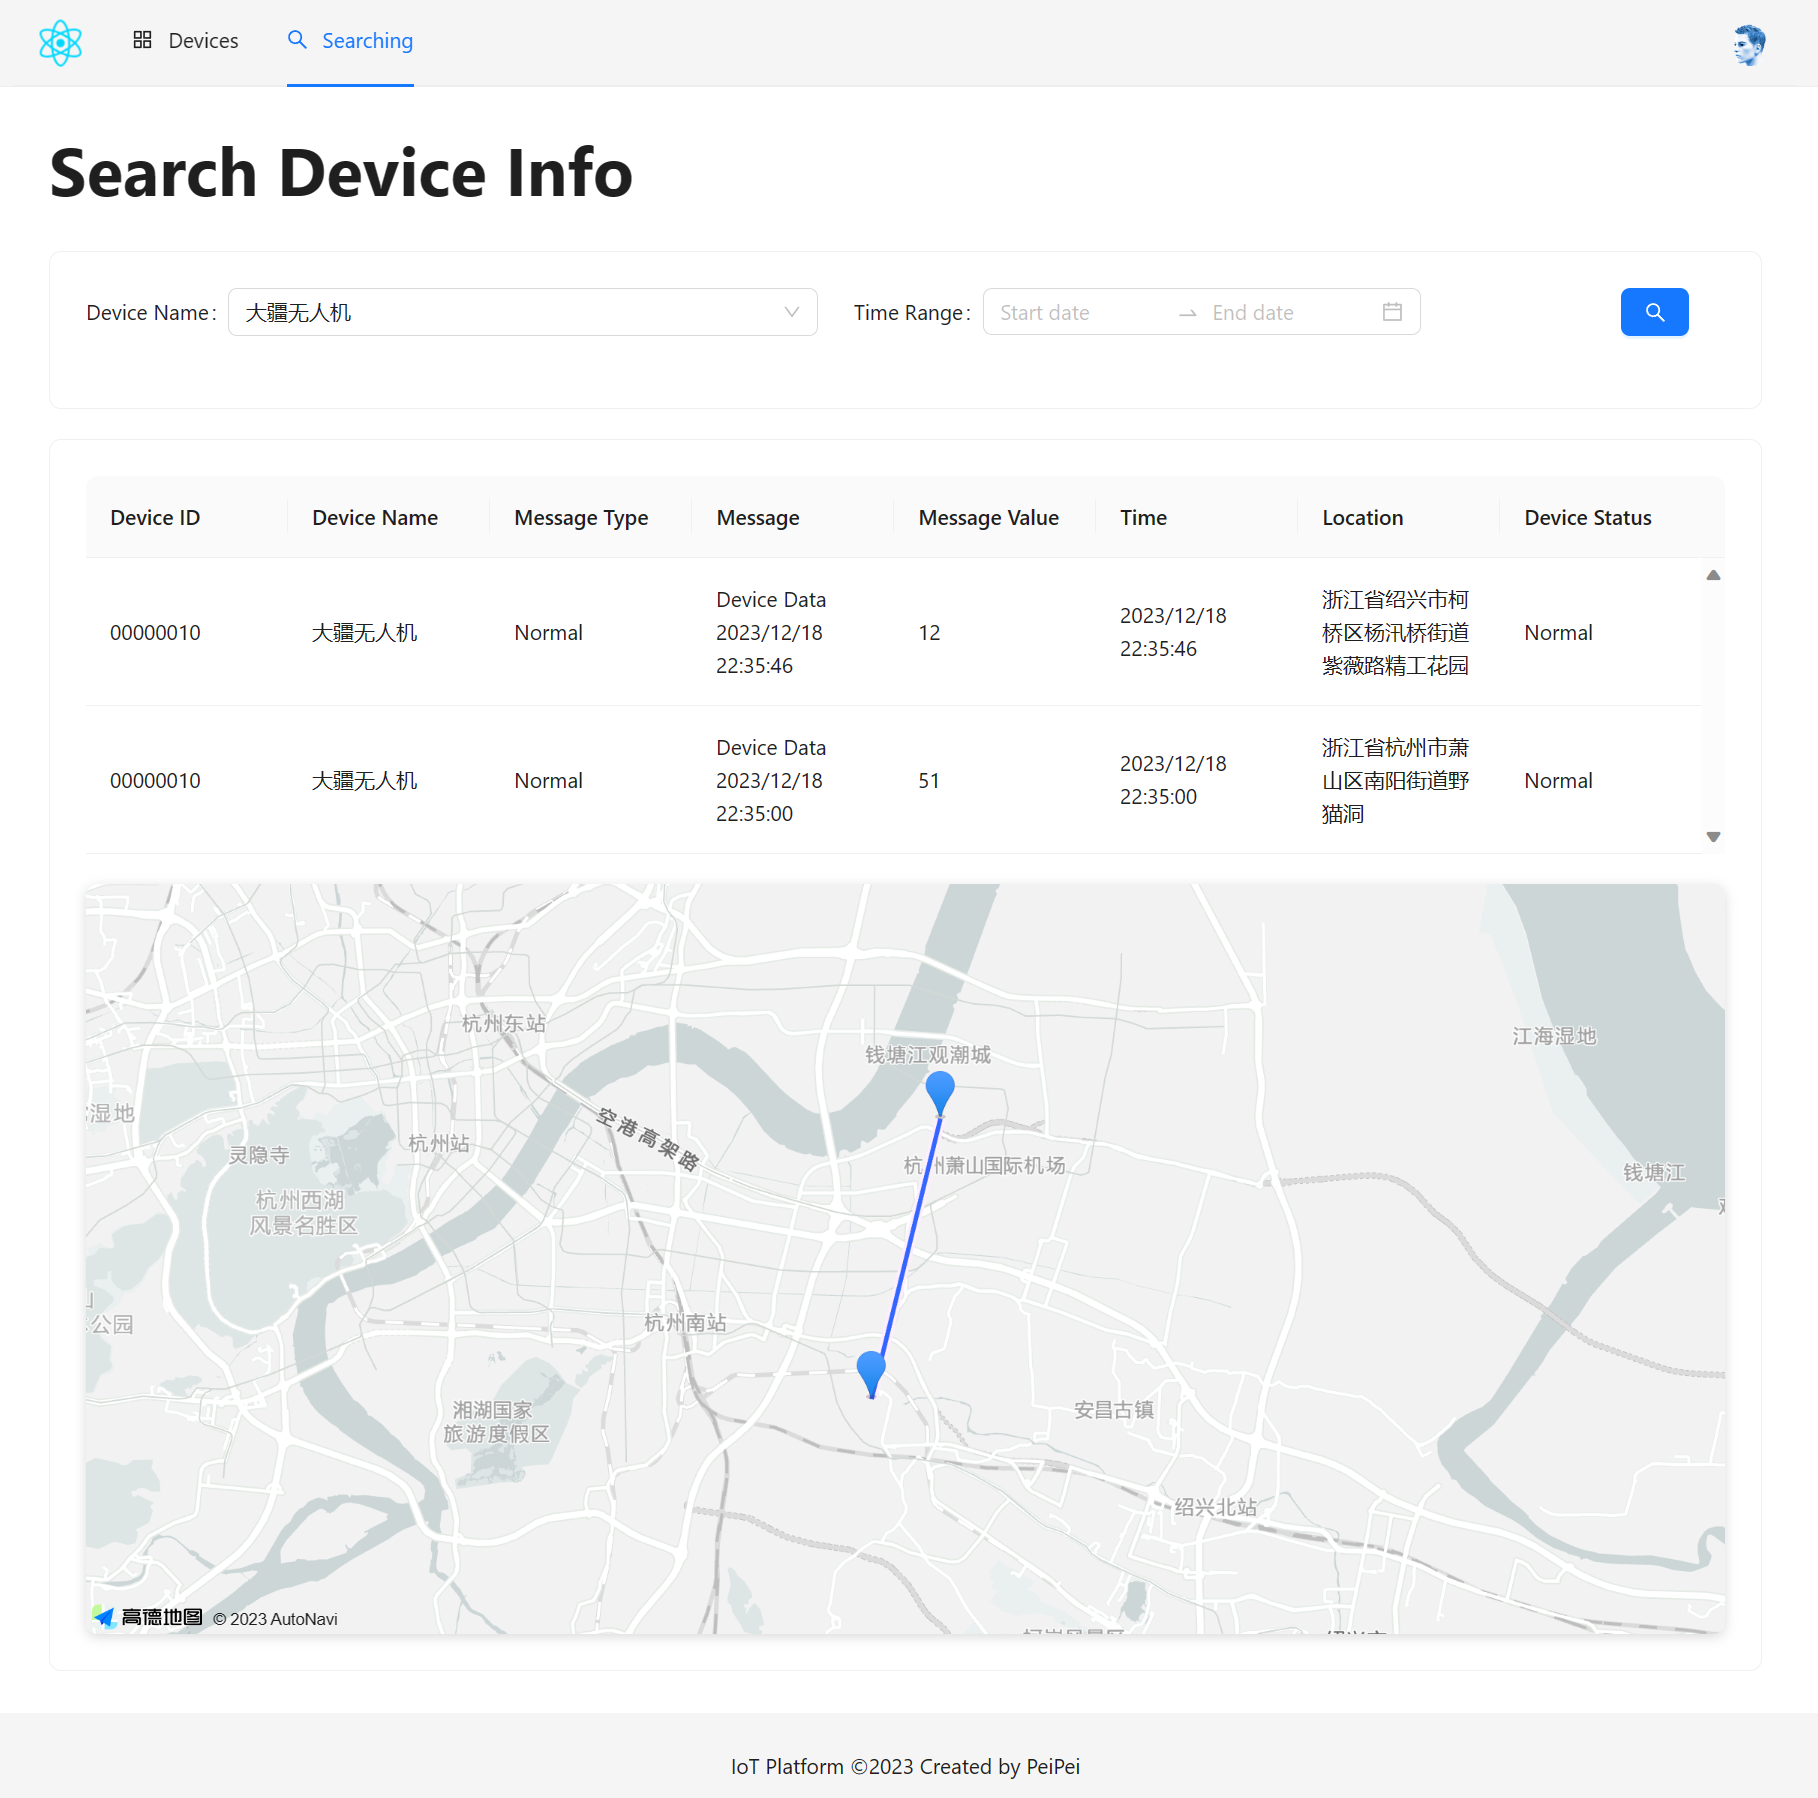 Devices
Searching
Search Device Info
Device Name:
大疆无人机
Time Range:
Start date
End date
Device ID
Device Name
Message Type
Message
Message Value
Time
Location
Device Status
00000010
大疆无人机
Normal
Device Data
2023/12/18
22:35:46
12
2023/12/18
22:35:46
浙江省绍兴市柯
桥区杨汛桥街道
紫薇路精工花园
Normal
00000010
大疆无人机
Normal
Device Data
2023/12/18
22:35:00
51
2023/12/18
22:35:00
浙江省杭州市萧
山区南阳街道野
猫洞
Normal
杭州东站
钱塘江观潮城
江海湿地
湿地
空港高架路
杭州站
灵隐寺
杭州萧山国际机场
钱塘江
杭州西湖
风景名胜区
山
公园
杭州南站
湘湖国家
旅游度假区
安昌古镇
绍兴北站
高德地图
© 2023 AutoNavi
IoT Platform ©2023 Created by PeiPei